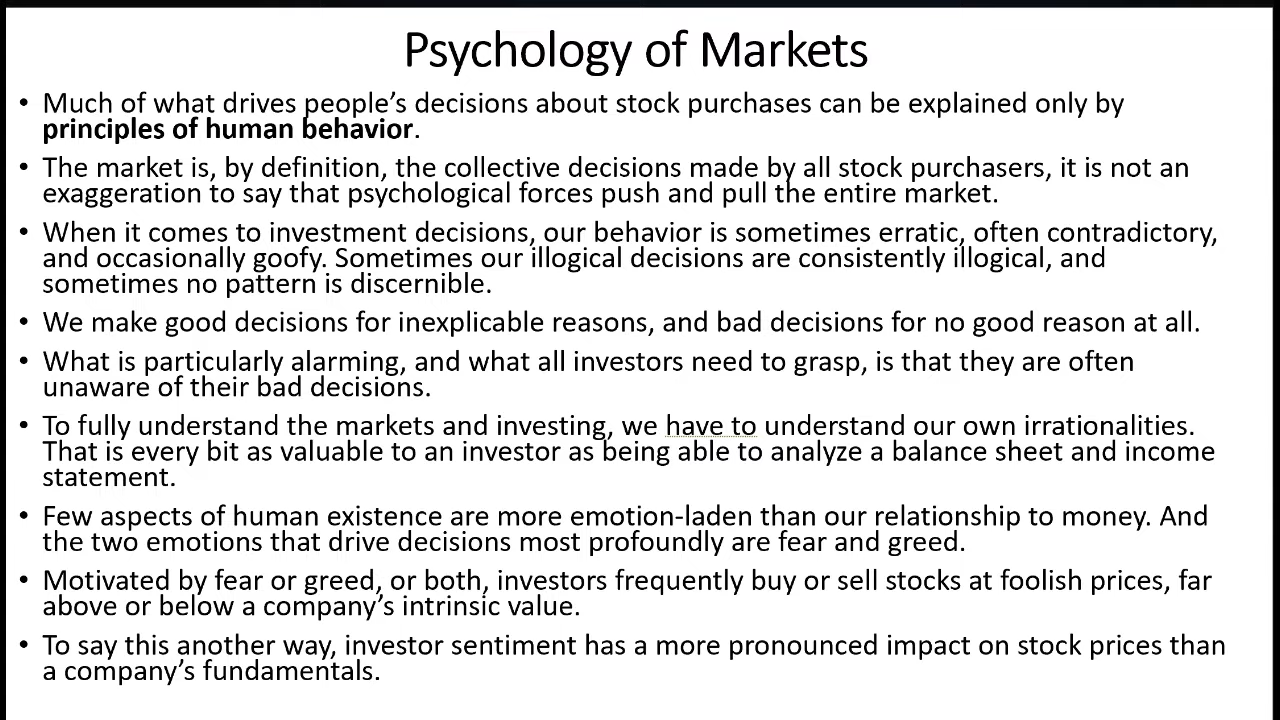 Psychology of Markets
• Much of what drives people’s decisions about stock purchases can be explained only by
principles of human behavior.
• The market is, by definition, the collective decisions made by all stock purchasers, it is not an
exaggeration to say that psychological forces push and pull the entire market.
• When it comes to investment decisions, our behavior is sometimes erratic, often contradictory,
and occasionally goofy. Sometimes our illogical decisions are consistently illogical, and
sometimes no pattern is discernible.
• We make good decisions for inexplicable reasons, and bad decisions for no good reason at all.
• What is particularly alarming, and what all investors need to grasp, is that they are often
unaware of their bad decisions.
• To fully understand the markets and investing, we have to understand our own irrationalities.
That is every bit as valuable to an investor as being able to analyze a balance sheet and income
statement.
• Few aspects of human existence are more emotion-laden than our relationship to money. And
the two emotions that drive decisions most profoundly are fear and greed.
• Motivated by fear or greed, or both, investors frequently buy or sell stocks at foolish prices, far
above or below a company’s intrinsic value.
• To say this another way, investor sentiment has a more pronounced impact on stock prices than
a company’s fundamentals.